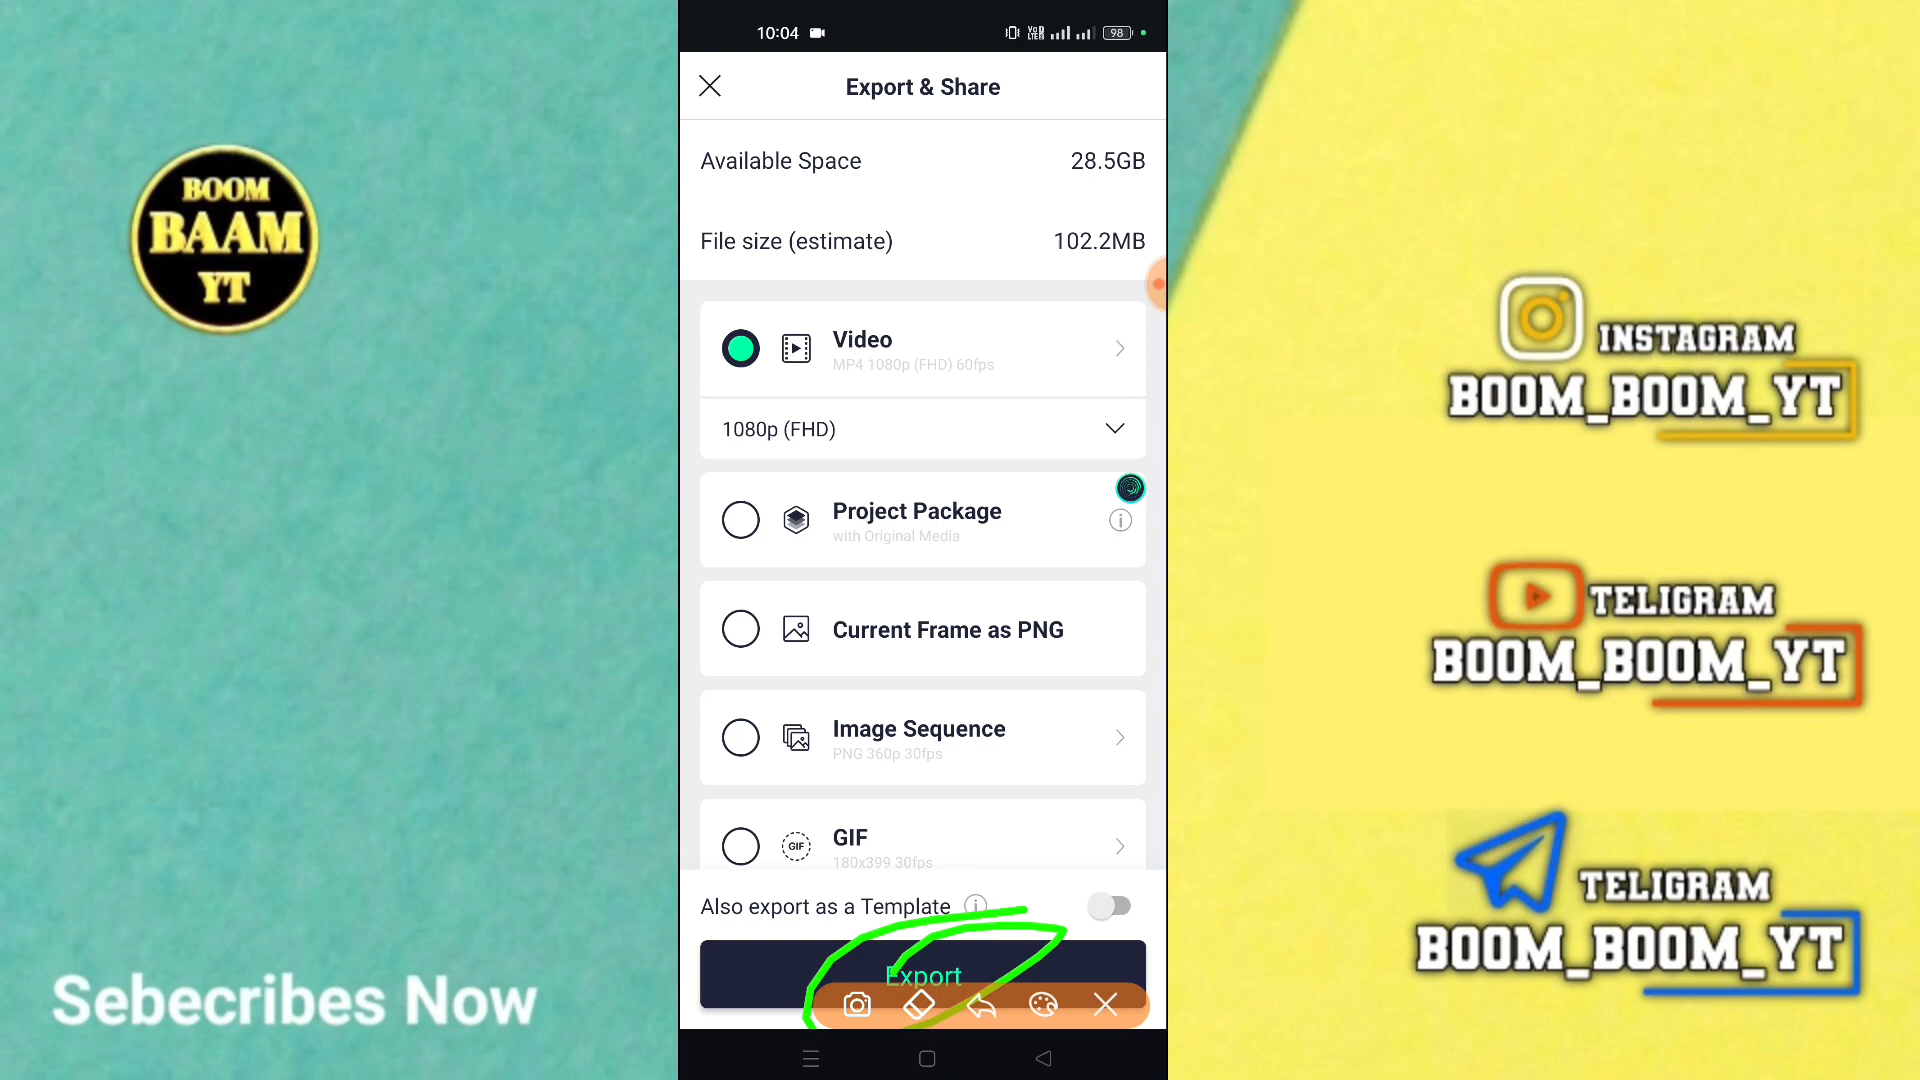 BOOM
BAAM
YT
Sebecribes Now
10:04
Vo
LTE
98
Export & Share
Available Space
28.5GB
File size (estimate)
102.2MB
Video
MP4 1080p (FHD) 60fps
1080p (FHD)
Project Package
with Original Media
Current Frame as PNG
Image Sequence
PNG 360p 30fps
GIF
GIF
180x399 30fps
Also export as a Template
Export
INSTAGRAM
BOOM_BOOM_YT
TELIGRAM
BOOM_BOOM_YT
TELIGRAM
BOOM_BOOM_YT